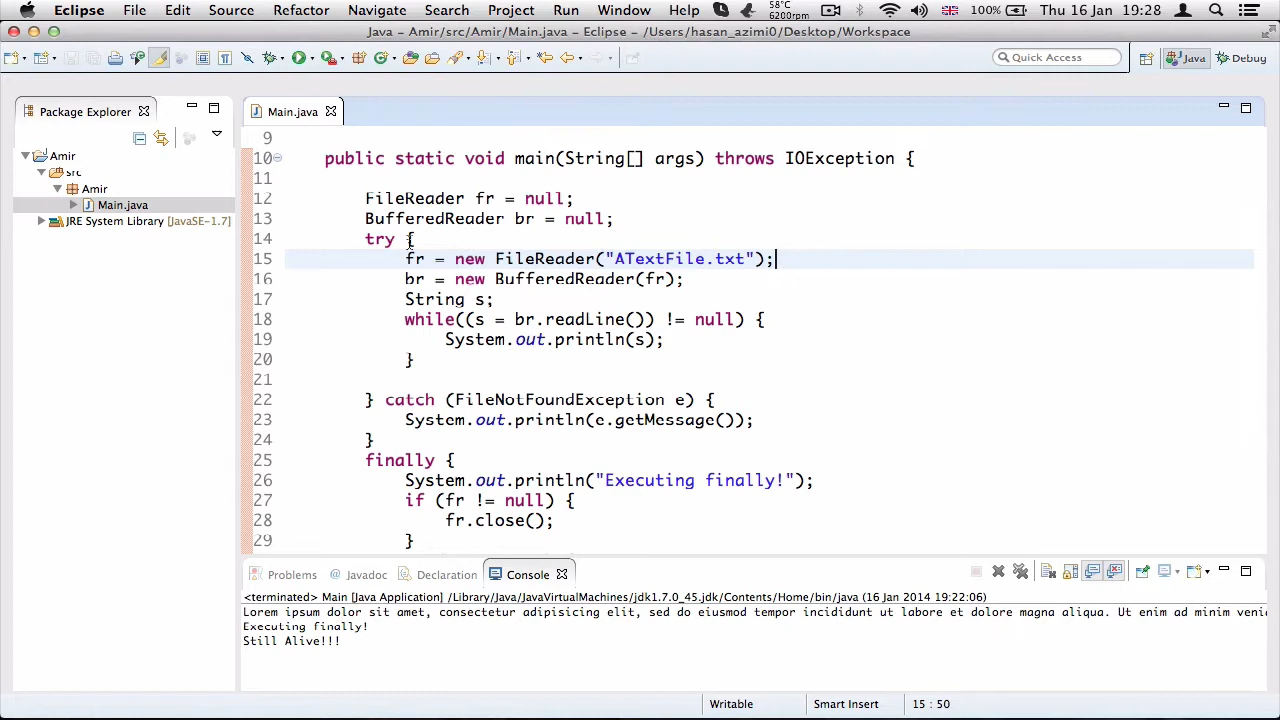 Eclipse File Edit Source Refactor Navigate Search Project Run Window Help 58°C 6200rpm 100% Thu 16 Jan 19:28
Java – Amir/src/Amir/Main.java – Eclipse – /Users/hasan_azimi0/Desktop/Workspace
Quick Access Java Debug
Package Explorer
Main.java
Amir
src
Amir
Main.java
JRE System Library [JavaSE-1.7]
9
10 public static void main(String[] args) throws IOException {
11
12 FileReader fr = null;
13 BufferedReader br = null;
14 try {
15 fr = new FileReader("ATextFile.txt");
16 br = new BufferedReader(fr);
17 String s;
18 while((s = br.readLine()) != null) {
19 System.out.println(s);
20 }
21
22 } catch (FileNotFoundException e) {
23 System.out.println(e.getMessage());
24 }
25 finally {
26 System.out.println("Executing finally!");
27 if (fr != null) {
28 fr.close();
29 }
Problems @ Javadoc Declaration Console
<terminated> Main [Java Application] /Library/Java/JavaVirtualMachines/jdk1.7.0_45.jdk/Contents/Home/bin/java (16 Jan 2014 19:22:06)
Lorem ipsum dolor sit amet, consectetur adipisicing elit, sed do eiusmod tempor incididunt ut labore et dolore magna aliqua. Ut enim ad minim veni
Executing finally!
Still Alive!!!
Writable Smart Insert 15 : 50